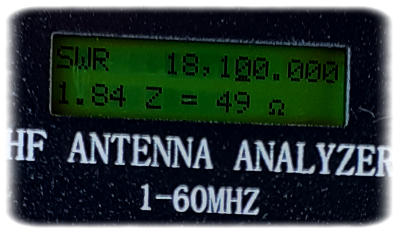 SWR 18,100.000
1.84 Z = 49 Ω
HF ANTENNA ANALYZER
1-60MHZ